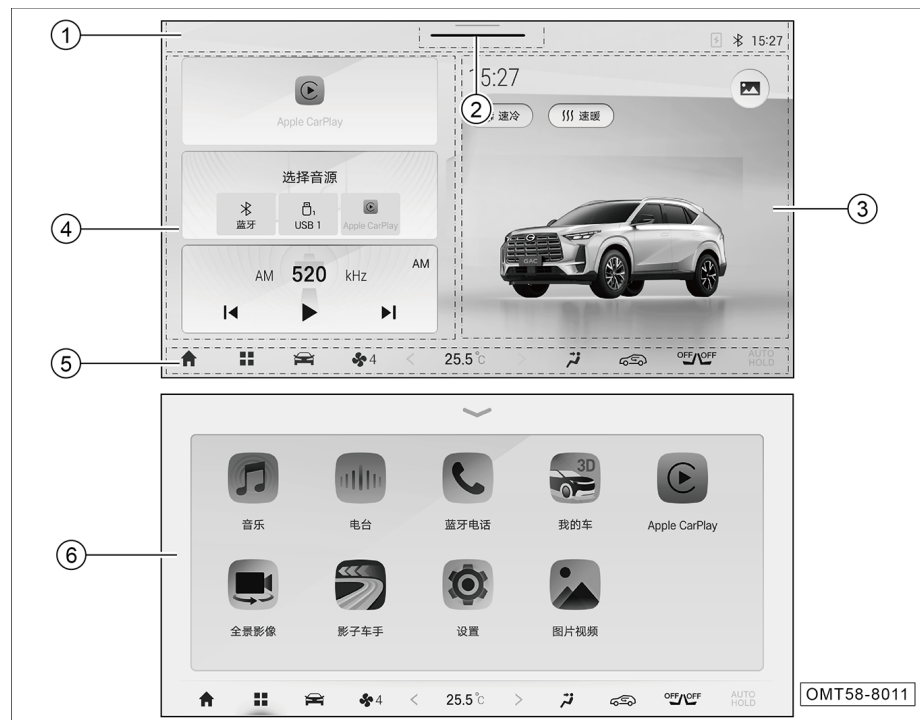 ①
15:27
②
15:27
速冷
速暖
Apple CarPlay
③
选择音源
蓝牙
USB 1
Apple CarPlay
④
AM 520 kHz
AM
GAC
⑤
4 < 25.5℃ > OFF OFF AUTO HOLD
音乐
电台
蓝牙电话
3D
我的车
Apple CarPlay
⑥
全景影像
影子车手
设置
图片视频
4 < 25.5℃ > OFF OFF AUTO HOLD
OMT58-8011